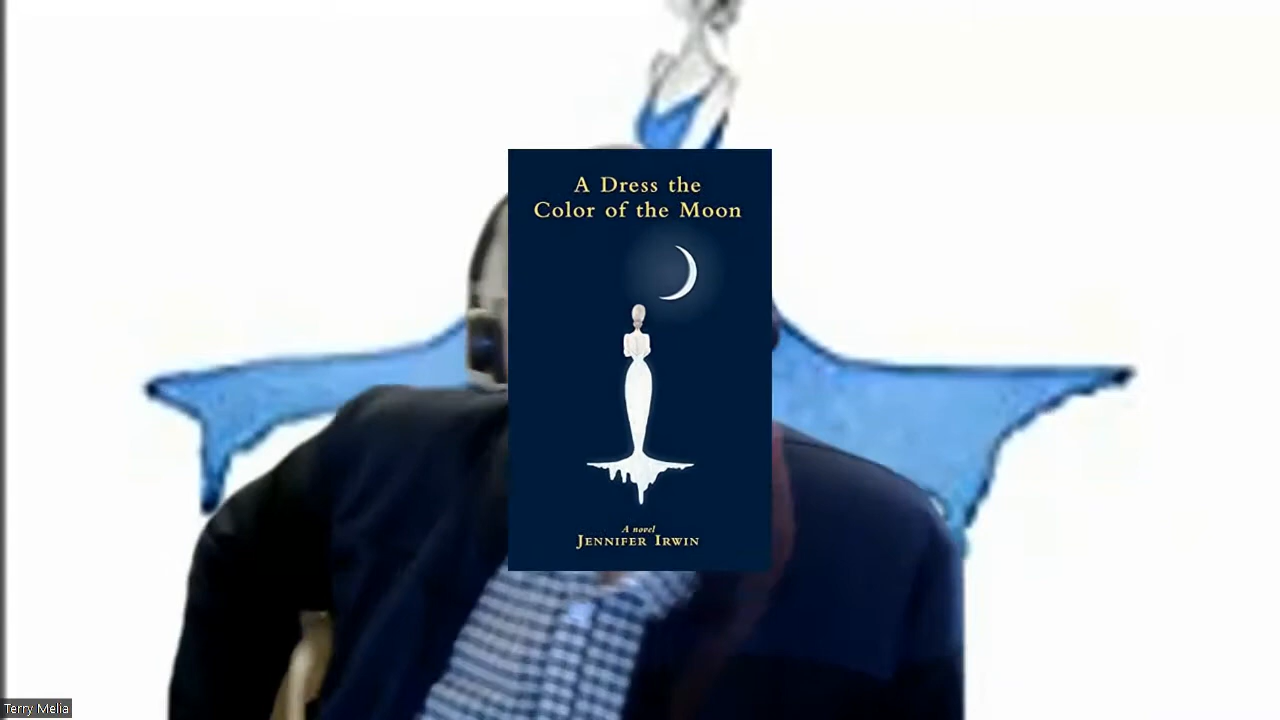 A Dress the
Color of the Moon
A novel
JENNIFER IRWIN
Terry Melia